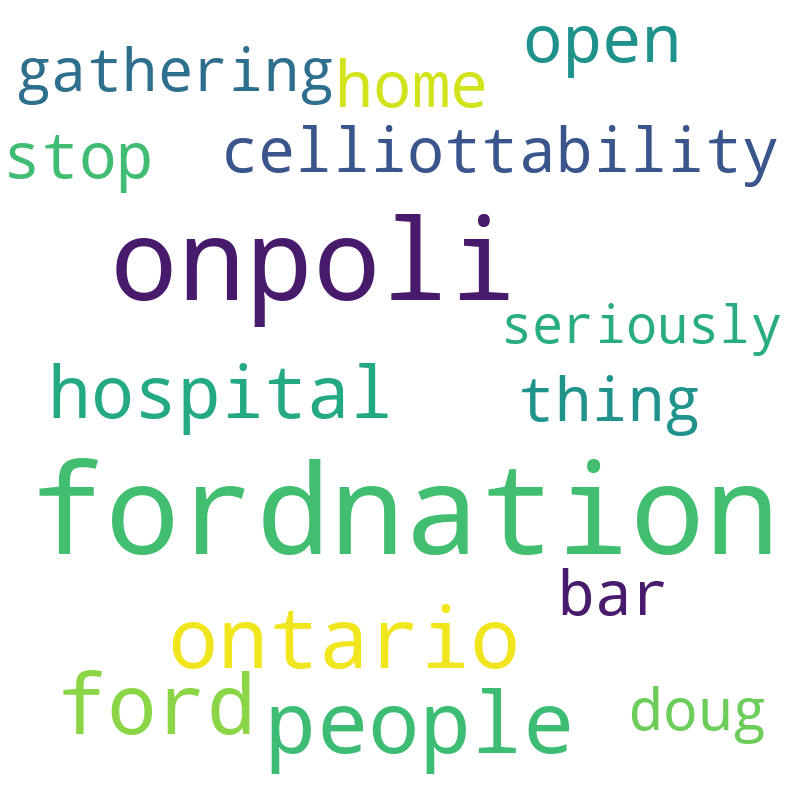 open
gathering home
stop celliottability
onpoli
seriously
hospital thing
fordnation
bar
ontario
ford people doug